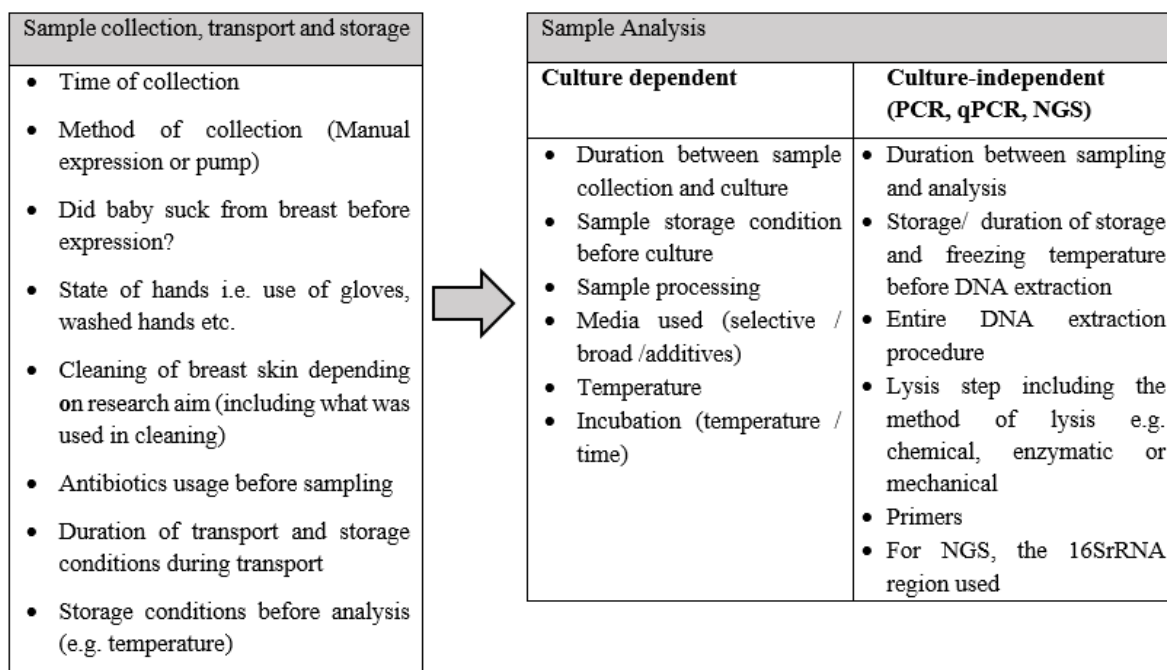 Sample collection, transport and storage
• Time of collection
• Method of collection (Manual
expression or pump)
• Did baby suck from breast before
expression?
• State of hands i.e. use of gloves,
washed hands etc.
• Cleaning of breast skin depending
on research aim (including what was
used in cleaning)
• Antibiotics usage before sampling
• Duration of transport and storage
conditions during transport
• Storage conditions before analysis
(e.g. temperature)
Sample Analysis
Culture dependent
• Duration between sample
collection and culture
• Sample storage condition
before culture
• Sample processing
• Media used (selective /
broad /additives)
• Temperature
• Incubation (temperature /
time)
Culture-independent
(PCR, qPCR, NGS)
• Duration between sampling
and analysis
• Storage/ duration of storage
and freezing temperature
before DNA extraction
• Entire DNA extraction
procedure
• Lysis step including the
method of lysis e.g.
chemical, enzymatic or
mechanical
• Primers
• For NGS, the 16SrRNA
region used